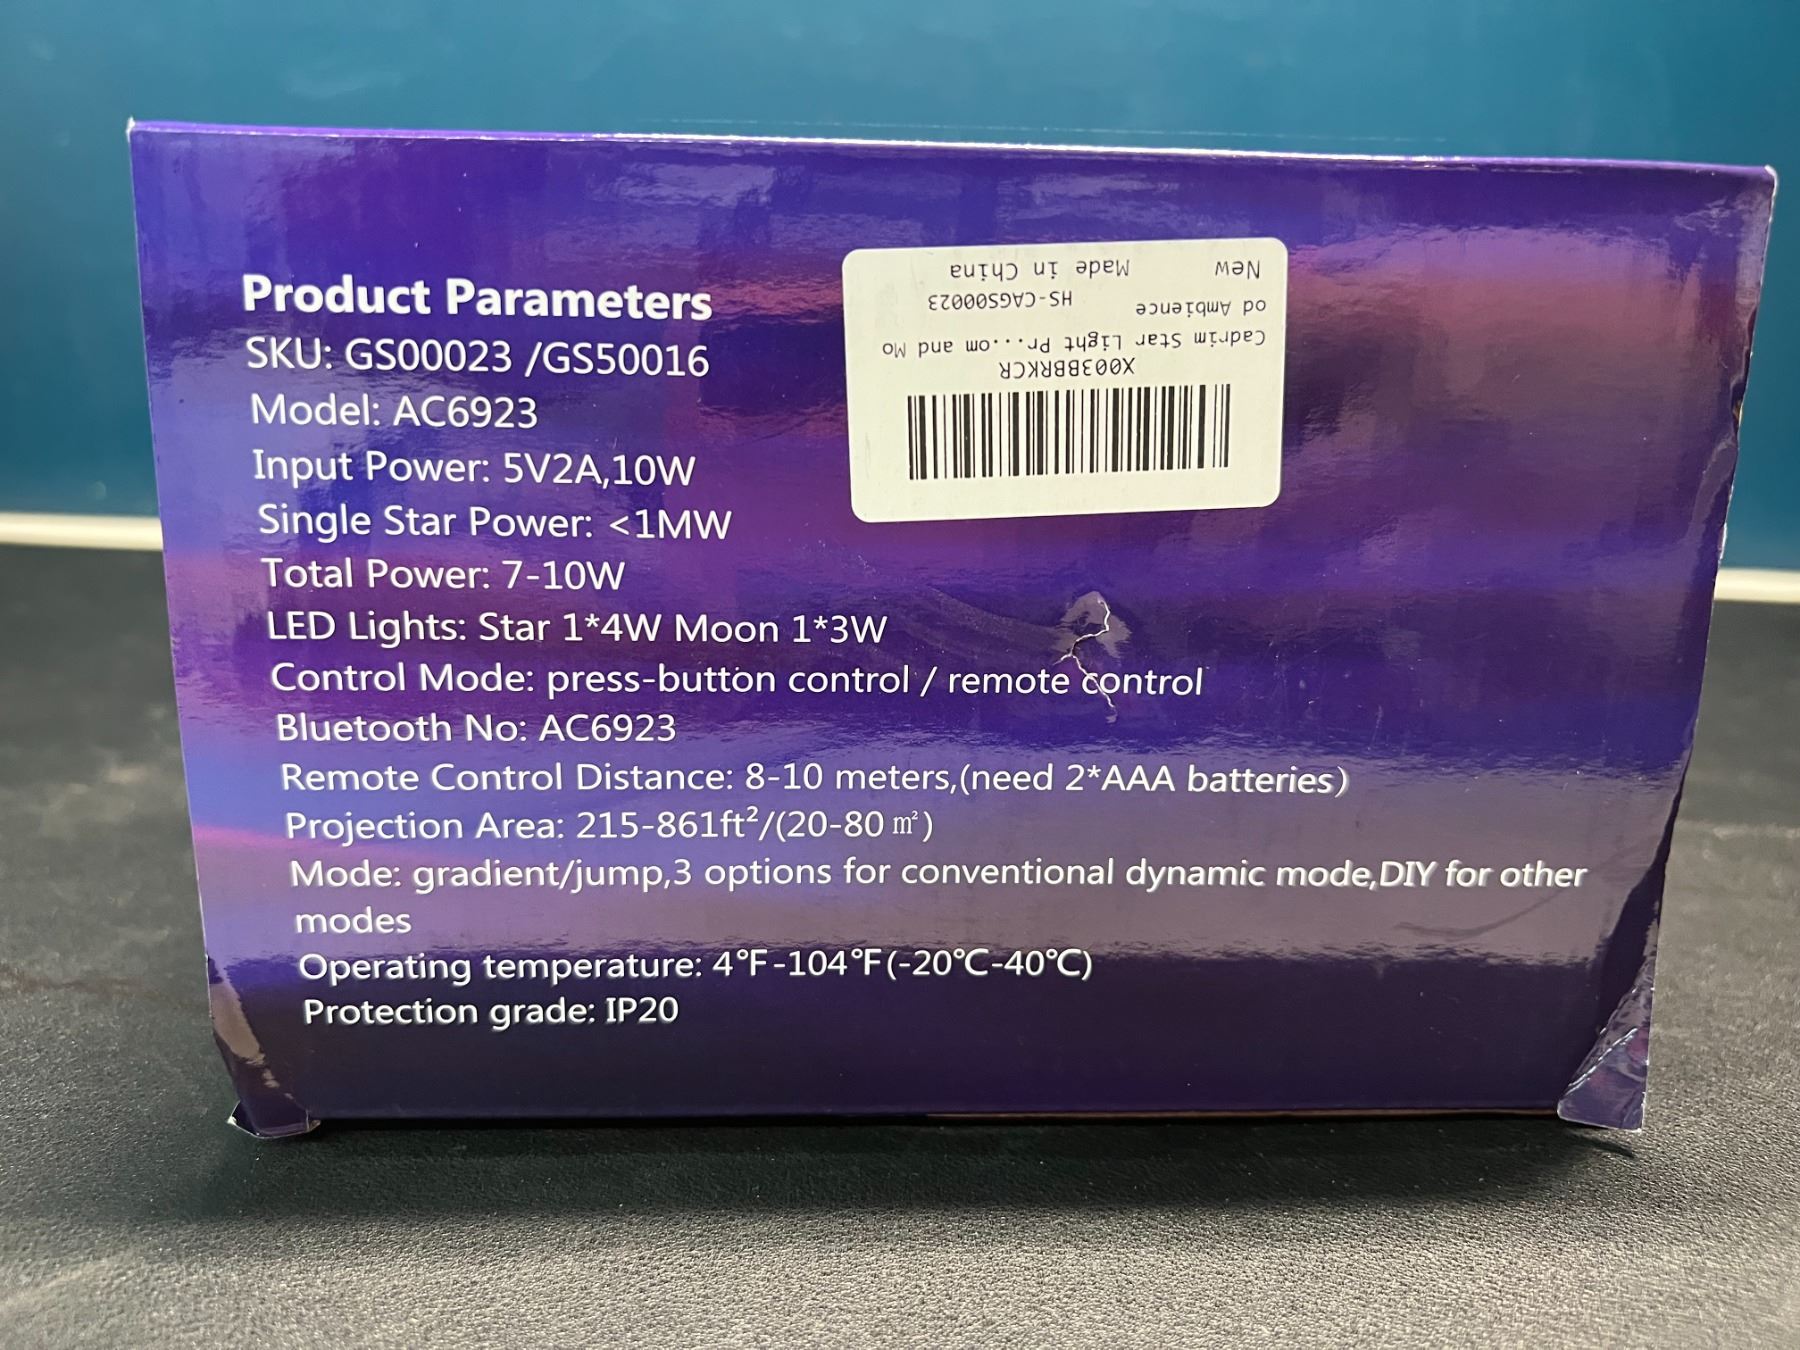 Product Parameters
SKU: GS00023 /GS50016
Model: AC6923
Input Power: 5V2A,10W
Single Star Power: <1MW
Total Power: 7-10W
LED Lights: Star 1*4W Moon 1*3W
Control Mode: press-button control / remote control
Bluetooth No: AC6923
Remote Control Distance: 8-10 meters,(need 2*AAA batteries)
Projection Area: 215-861ft²/(20-80㎡)
Mode: gradient/jump,3 options for conventional dynamic mode,DIY for other
modes
Operating temperature: 4°F-104°F(-20℃-40℃)
Protection grade: IP20
X003BBRKCR
Cadrim Star Light Pr...om and Mo
od Ambience HS-CAGS00023
New Made in China